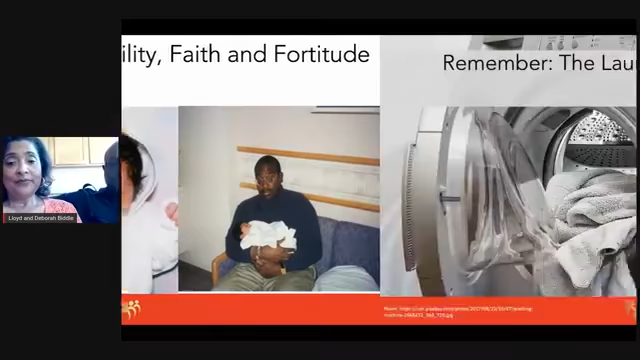 ility, Faith and Fortitude
Remember: The Lau
Lloyd and Deborah Biddle